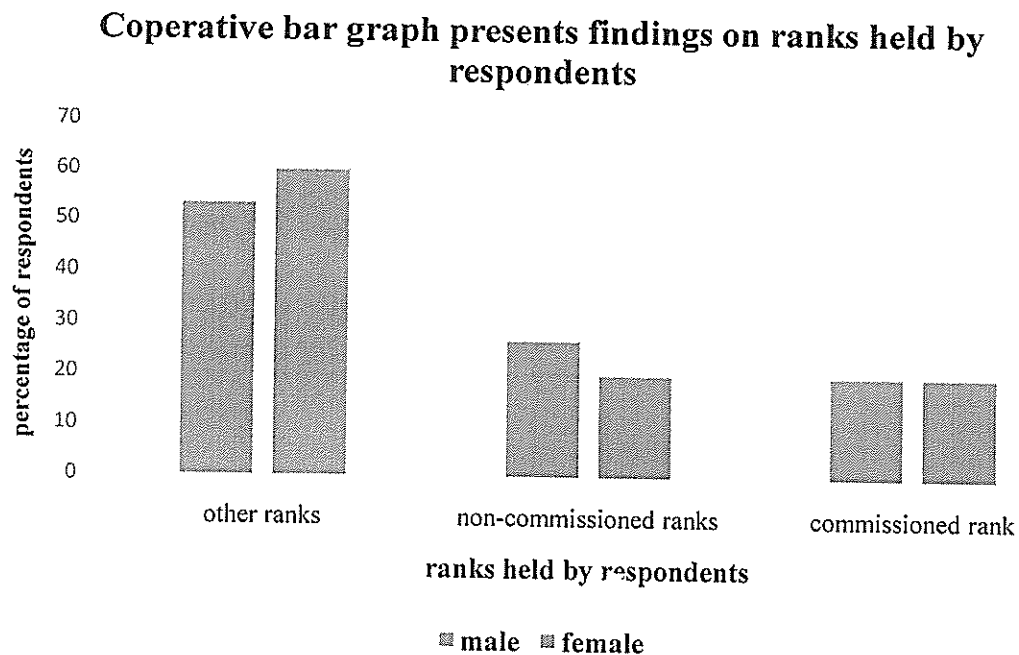 Coperative bar graph presents findings on ranks held by
respondents
percentage of respondents
70
60
50
40
30
20
10
0
other ranks
non-commissioned ranks
commissioned rank
ranks held by respondents
male female